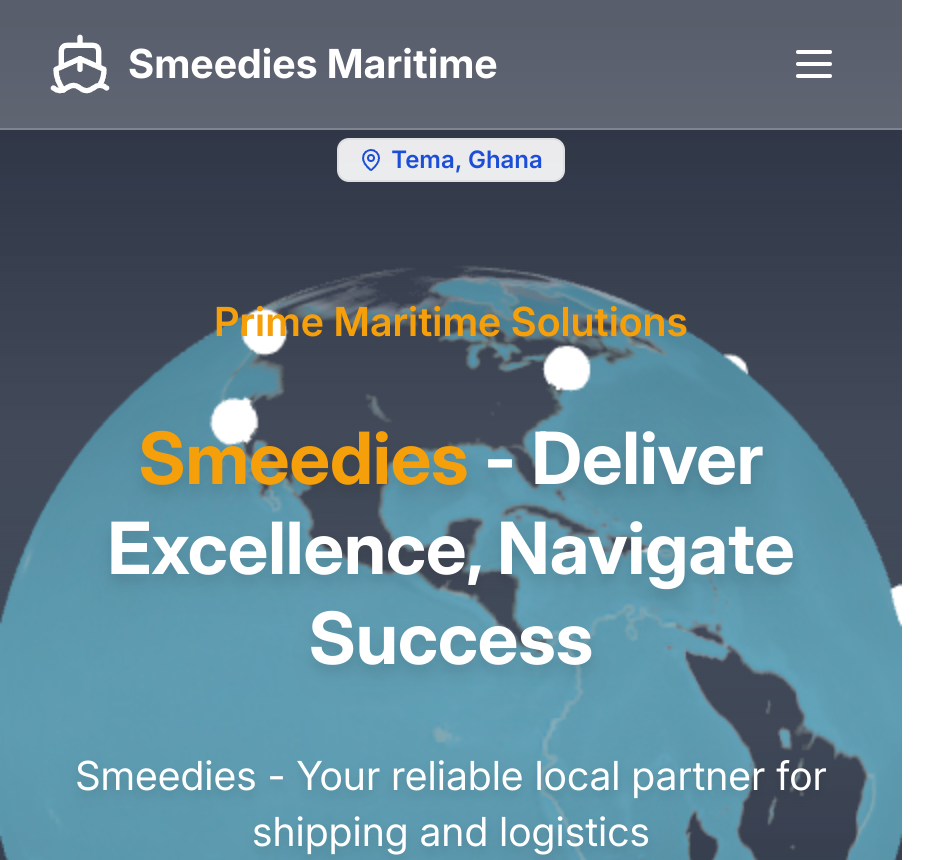 Smeedies Maritime
Tema, Ghana
Prime Maritime Solutions
Smeedies - Deliver
Excellence, Navigate
Success
Smeedies - Your reliable local partner for
shipping and logistics